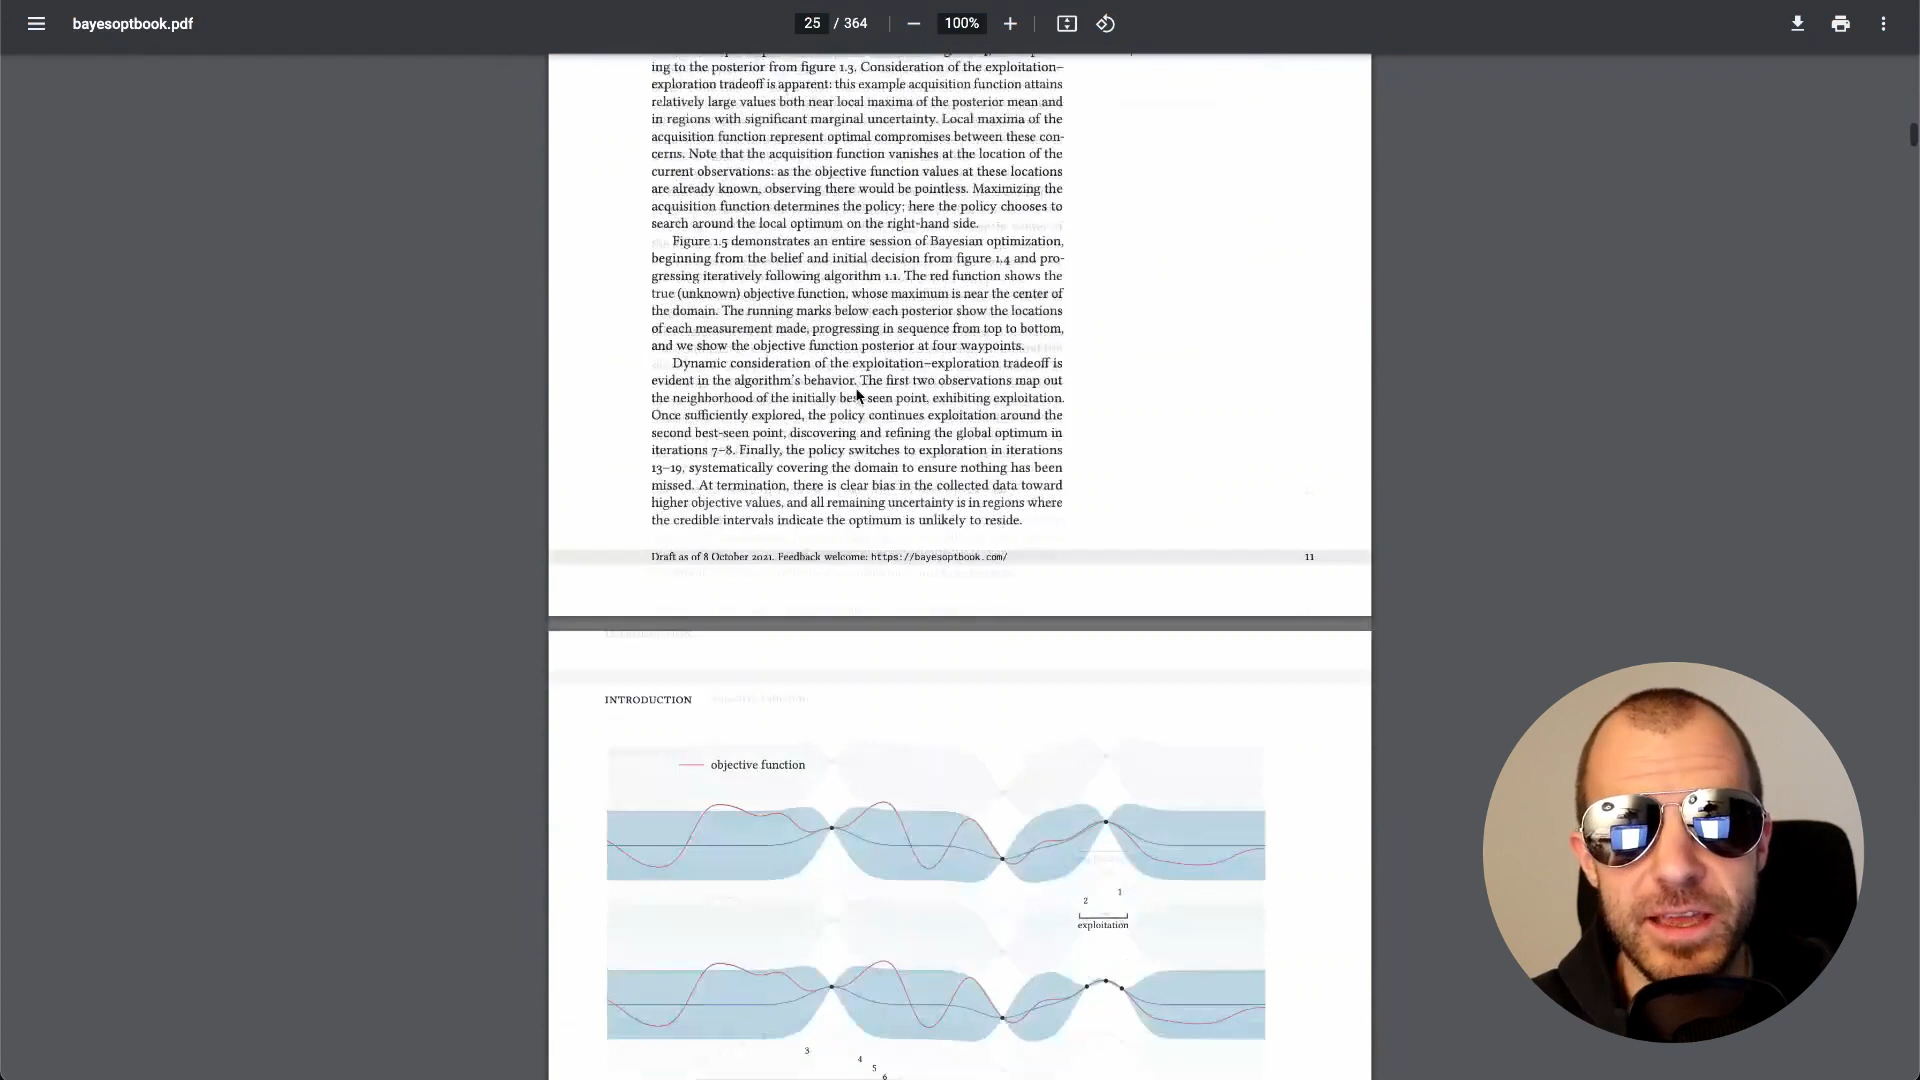 bayesoptbook.pdf
25 / 364
100%
ing to the posterior from figure 1.3. Consideration of the exploitation–
exploration tradeoff is apparent: this example acquisition function attains
relatively large values both near local maxima of the posterior mean and
in regions with significant marginal uncertainty. Local maxima of the
acquisition function represent optimal compromises between these con-
cerns. Note that the acquisition function vanishes at the location of the
current observations: as the objective function values at these locations
are already known, observing there would be pointless. Maximizing the
acquisition function determines the policy; here the policy chooses to
search around the local optimum on the right-hand side.
Figure 1.5 demonstrates an entire session of Bayesian optimization,
beginning from the belief and initial decision from figure 1.4 and pro-
gressing iteratively following algorithm 1.1. The red function shows the
true (unknown) objective function, whose maximum is near the center of
the domain. The running marks below each posterior show the locations
of each measurement made, progressing in sequence from top to bottom,
and we show the objective function posterior at four waypoints.
Dynamic consideration of the exploitation–exploration tradeoff is
evident in the algorithm's behavior. The first two observations map out
the neighborhood of the initially best-seen point, exhibiting exploitation.
Once sufficiently explored, the policy continues exploitation around the
second best-seen point, discovering and refining the global optimum in
iterations 7–8. Finally, the policy switches to exploration in iterations
13–19, systematically covering the domain to ensure nothing has been
missed. At termination, there is clear bias in the collected data toward
higher objective values, and all remaining uncertainty is in regions where
the credible intervals indicate the optimum is unlikely to reside.
Draft as of 8 October 2021. Feedback welcome: https://bayesoptbook.com/
11
INTRODUCTION
objective function
1
2
exploitation
3
4
5
6